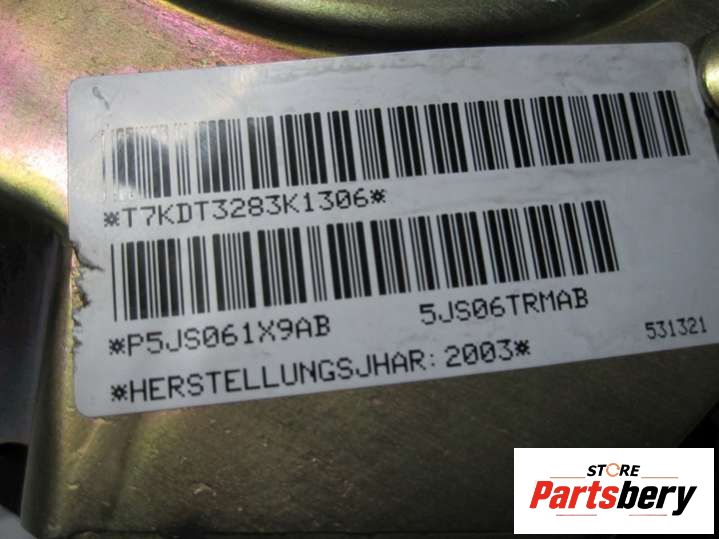 *T7KDT3283K1306*
*P5JS061X9AB 5JS06TRMAB
*HERSTELLUNGSJHAR: 2003*
531321
STORE
Partsbery